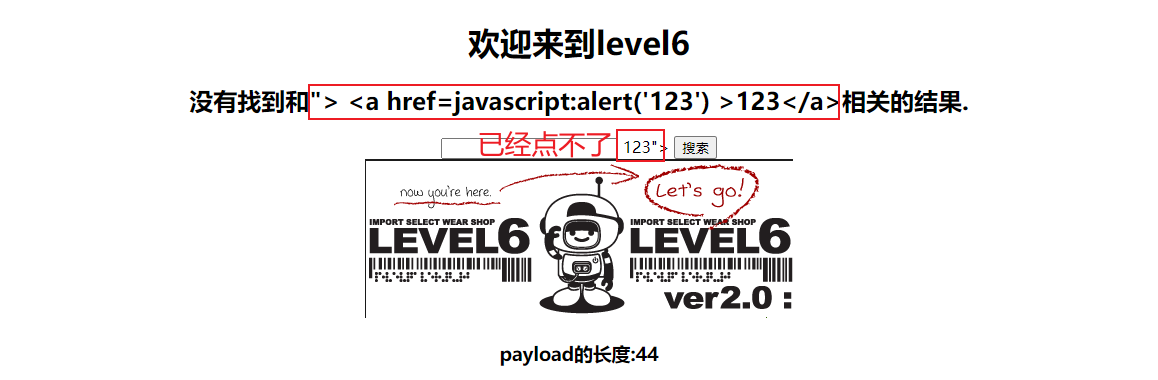 欢迎来到level6
没有找到和"> <a href=javascript:alert('123') >123</a>相关的结果.
已经点不了 123"> 搜索
now you're here. Let's go!
IMPORT SELECT WEAR SHOP IMPORT SELECT WEAR SHOP
LEVEL6 LEVEL6
ver2.0 :
payload的长度:44